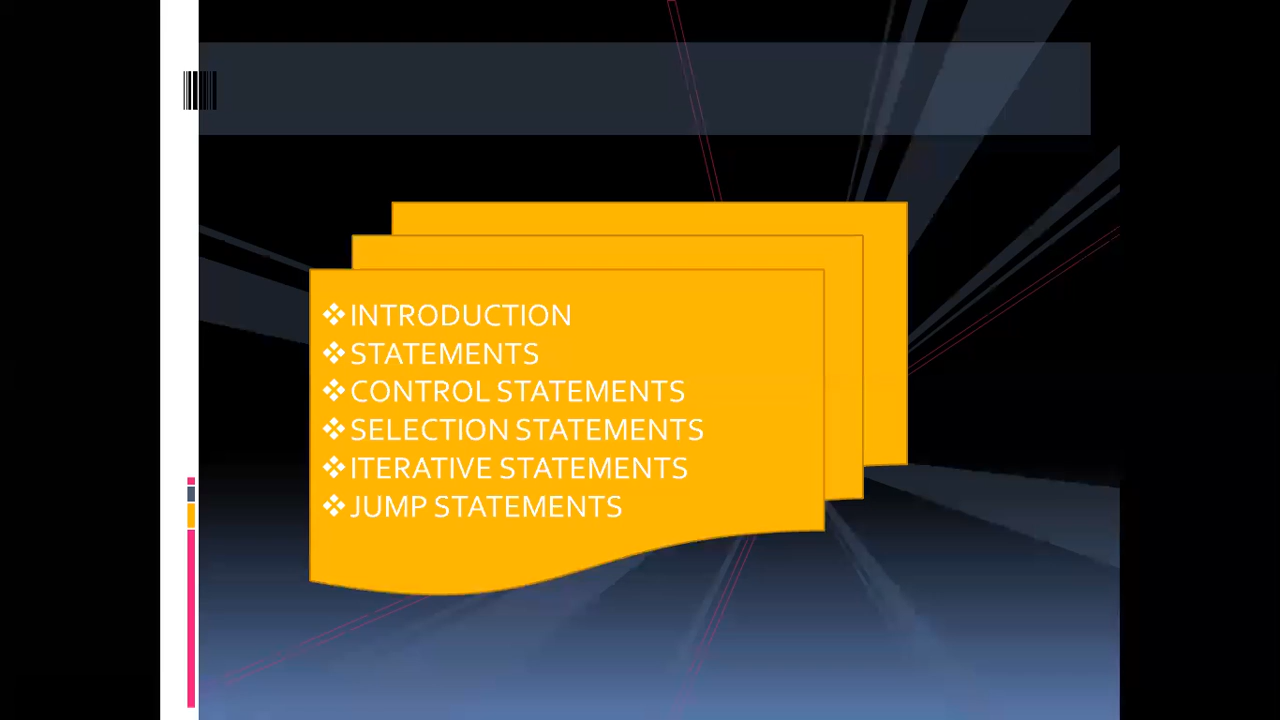 ❖INTRODUCTION
❖STATEMENTS
❖CONTROL STATEMENTS
❖SELECTION STATEMENTS
❖ITERATIVE STATEMENTS
❖JUMP STATEMENTS